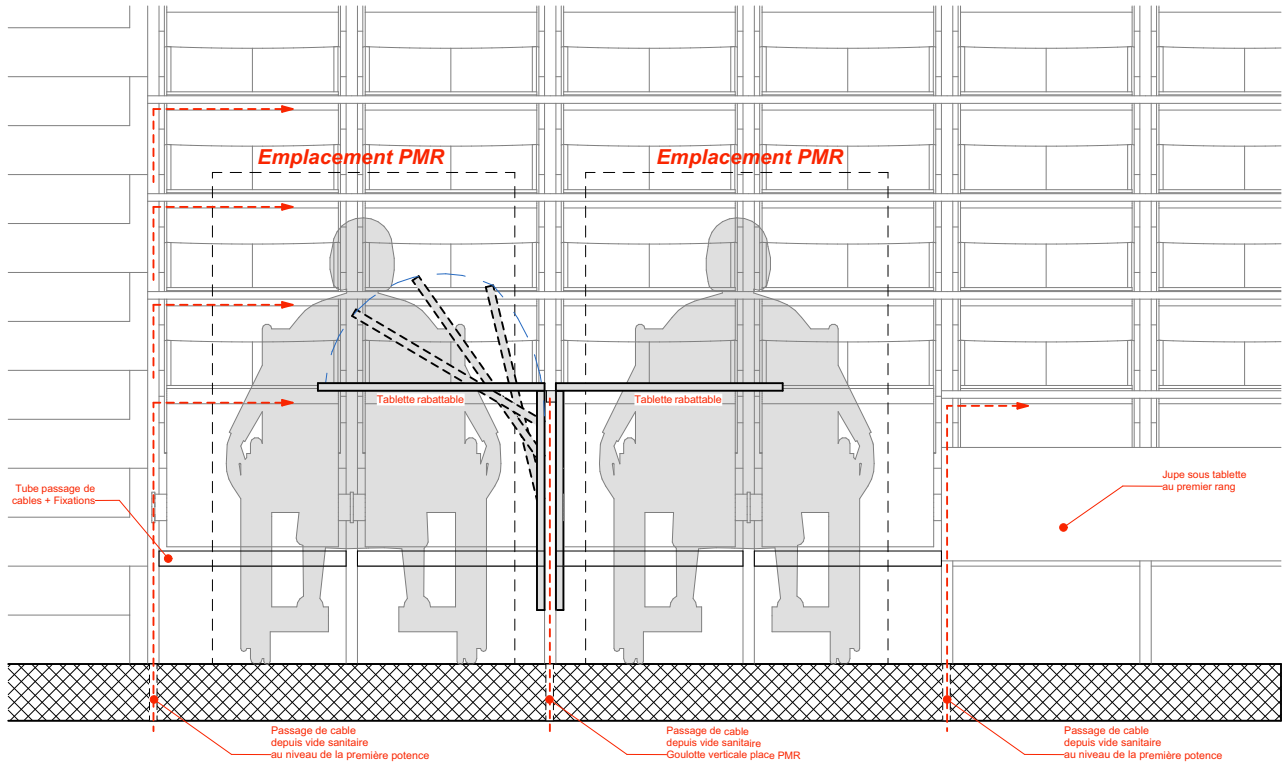 Emplacement PMR
Emplacement PMR
Tablette rabattable
Tablette rabattable
Tube passage de
cables + Fixations
Jupe sous tablette
au premier rang
Passage de cable
depuis vide sanitaire
au niveau de la première potence
Passage de cable
depuis vide sanitaire
Goulotte verticale place PMR
Passage de cable
depuis vide sanitaire
au niveau de la première potence